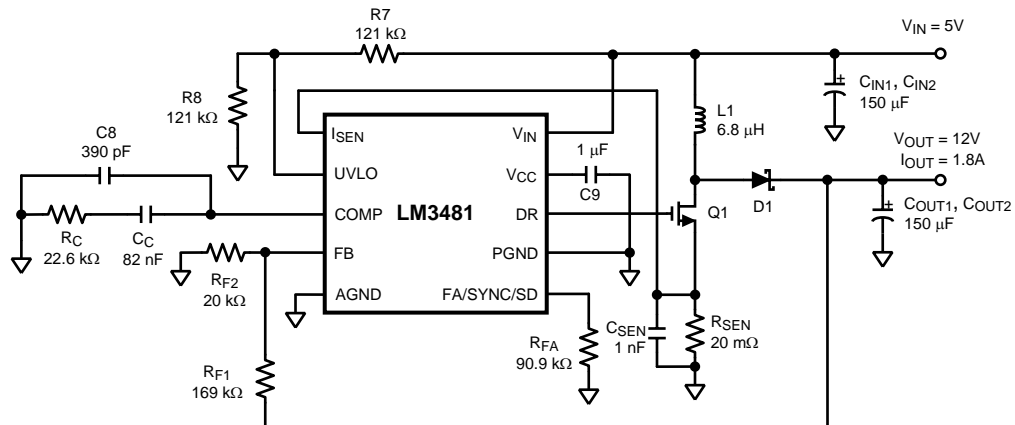 R7
121 kΩ
V_IN = 5V
R8
121 kΩ
C_IN1, C_IN2
150 µF
+
L1
6.8 µH
C8
390 pF
I_SEN
V_IN
1 µF
V_OUT = 12V
I_OUT = 1.8A
UVLO
V_CC
C9
D1
COMP
LM3481
DR
Q1
+
C_OUT1, C_OUT2
150 µF
R_C
22.6 kΩ
C_C
82 nF
FB
PGND
R_F2
20 kΩ
AGND
FA/SYNC/SD
C_SEN
1 nF
R_SEN
20 mΩ
R_FA
90.9 kΩ
R_F1
169 kΩ